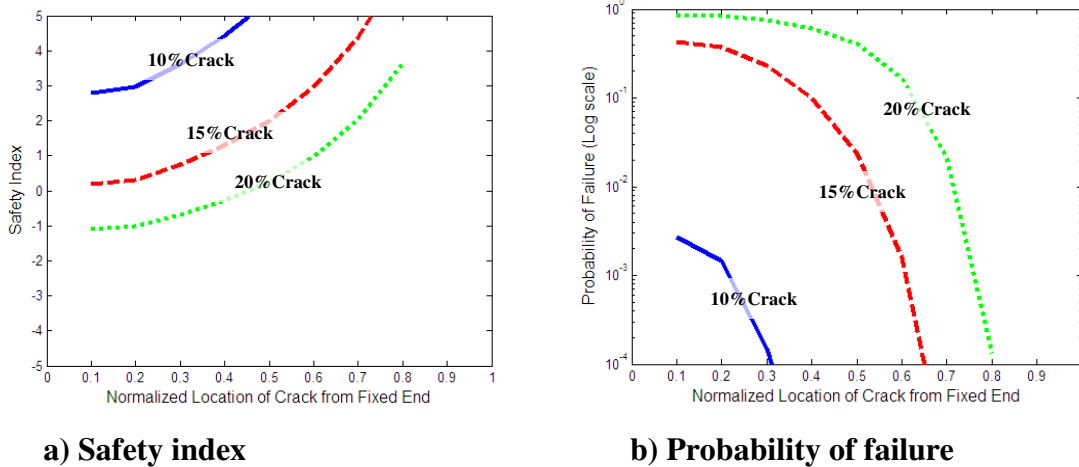 5
4
3
2
1
0
-1
-2
-3
-4
-5
Safety Index
10%Crack
15%Crack
20%Crack
0 0.1 0.2 0.3 0.4 0.5 0.6 0.7 0.8 0.9 1
Normalized Location of Crack from Fixed End
a) Safety index
10^0
10^-1
10^-2
10^-3
10^-4
Probability of Failure (Log scale)
20%Crack
15%Crack
10%Crack
0 0.1 0.2 0.3 0.4 0.5 0.6 0.7 0.8 0.9 1
Normalized Location of Crack from Fixed End
b) Probability of failure